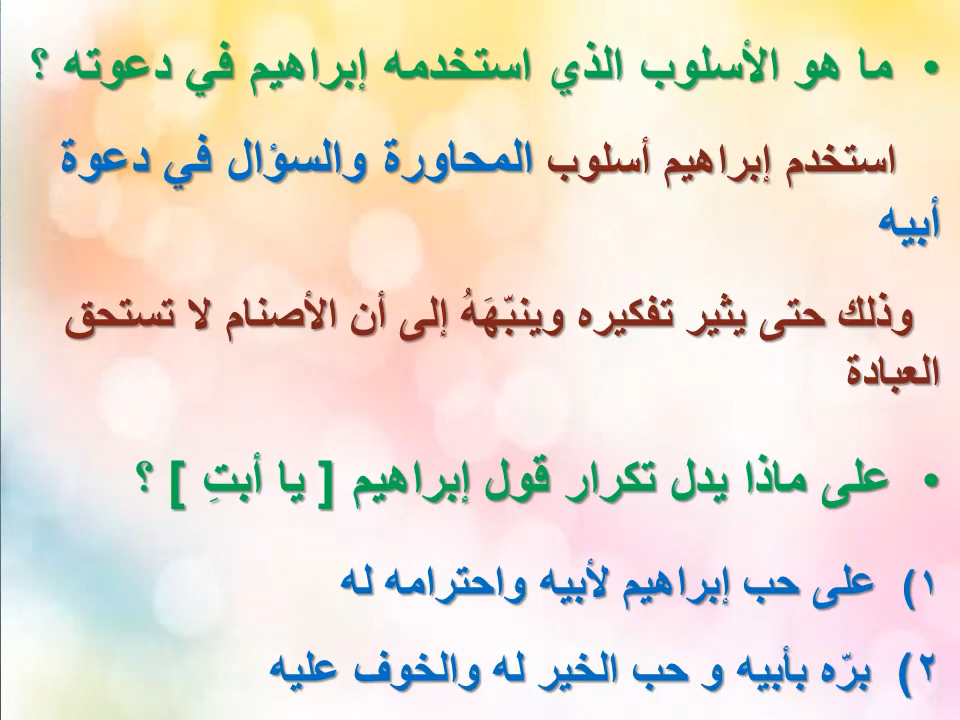 • ما هو الأسلوب الذي استخدمه إبراهيم في دعوته ؟
استخدم إبراهيم أسلوب المحاورة والسؤال في دعوة
أبيه
وذلك حتى يثير تفكيره وينبّهَهُ إلى أن الأصنام لا تستحق
العبادة
• على ماذا يدل تكرار قول إبراهيم [ يا أبتِ ] ؟
١) على حب إبراهيم لأبيه واحترامه له
٢) برّه بأبيه و حب الخير له والخوف عليه